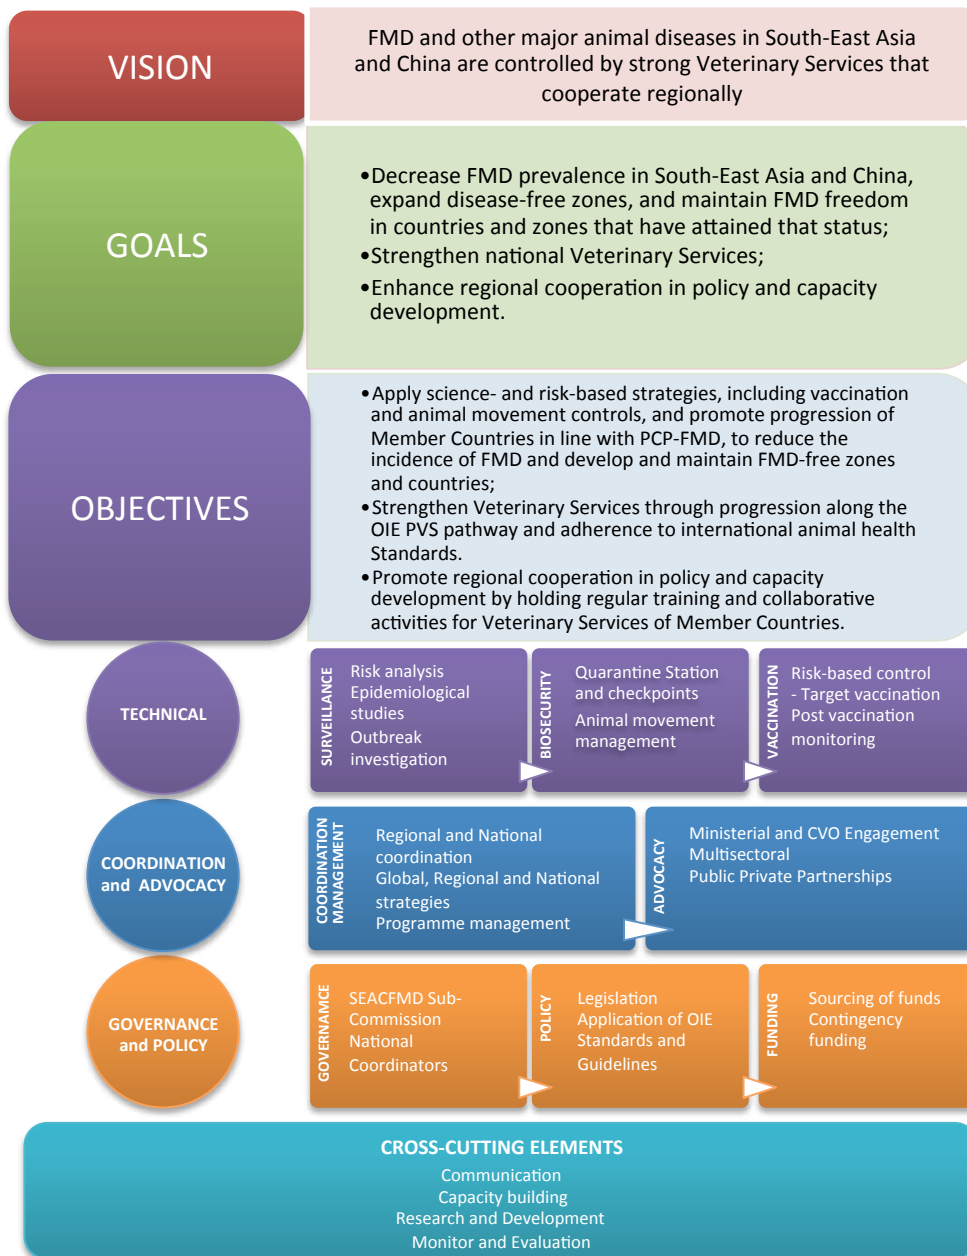 VISION
FMD and other major animal diseases in South-East Asia
and China are controlled by strong Veterinary Services that
cooperate regionally
GOALS
•Decrease FMD prevalence in South-East Asia and China,
expand disease-free zones, and maintain FMD freedom
in countries and zones that have attained that status;
•Strengthen national Veterinary Services;
•Enhance regional cooperation in policy and capacity
development.
OBJECTIVES
•Apply science- and risk-based strategies, including vaccination
and animal movement controls, and promote progression of
Member Countries in line with PCP-FMD, to reduce the
incidence of FMD and develop and maintain FMD-free zones
and countries;
•Strengthen Veterinary Services through progression along the
OIE PVS pathway and adherence to international animal health
Standards.
•Promote regional cooperation in policy and capacity
development by holding regular training and collaborative
activities for Veterinary Services of Member Countries.
TECHNICAL
SURVEILLANCE
Risk analysis
Epidemiological
studies
Outbreak
investigation
BIOSECURITY
Quarantine Station
and checkpoints
Animal movement
management
VACCINATION
Risk-based control
- Target vaccination
Post vaccination
monitoring
COORDINATION
and ADVOCACY
COORDINATION
MANAGEMENT
Regional and National
coordination
Global, Regional and National
strategies
Programme management
ADVOCACY
Ministerial and CVO Engagement
Multisectoral
Public Private Partnerships
GOVERNANCE
and POLICY
GOVERNAMCE
SEACFMD Sub-
Commission
National
Coordinators
POLICY
Legislation
Application of OIE
Standards and
Guidelines
FUNDING
Sourcing of funds
Contingency
funding
CROSS-CUTTING ELEMENTS
Communication
Capacity building
Research and Development
Monitor and Evaluation